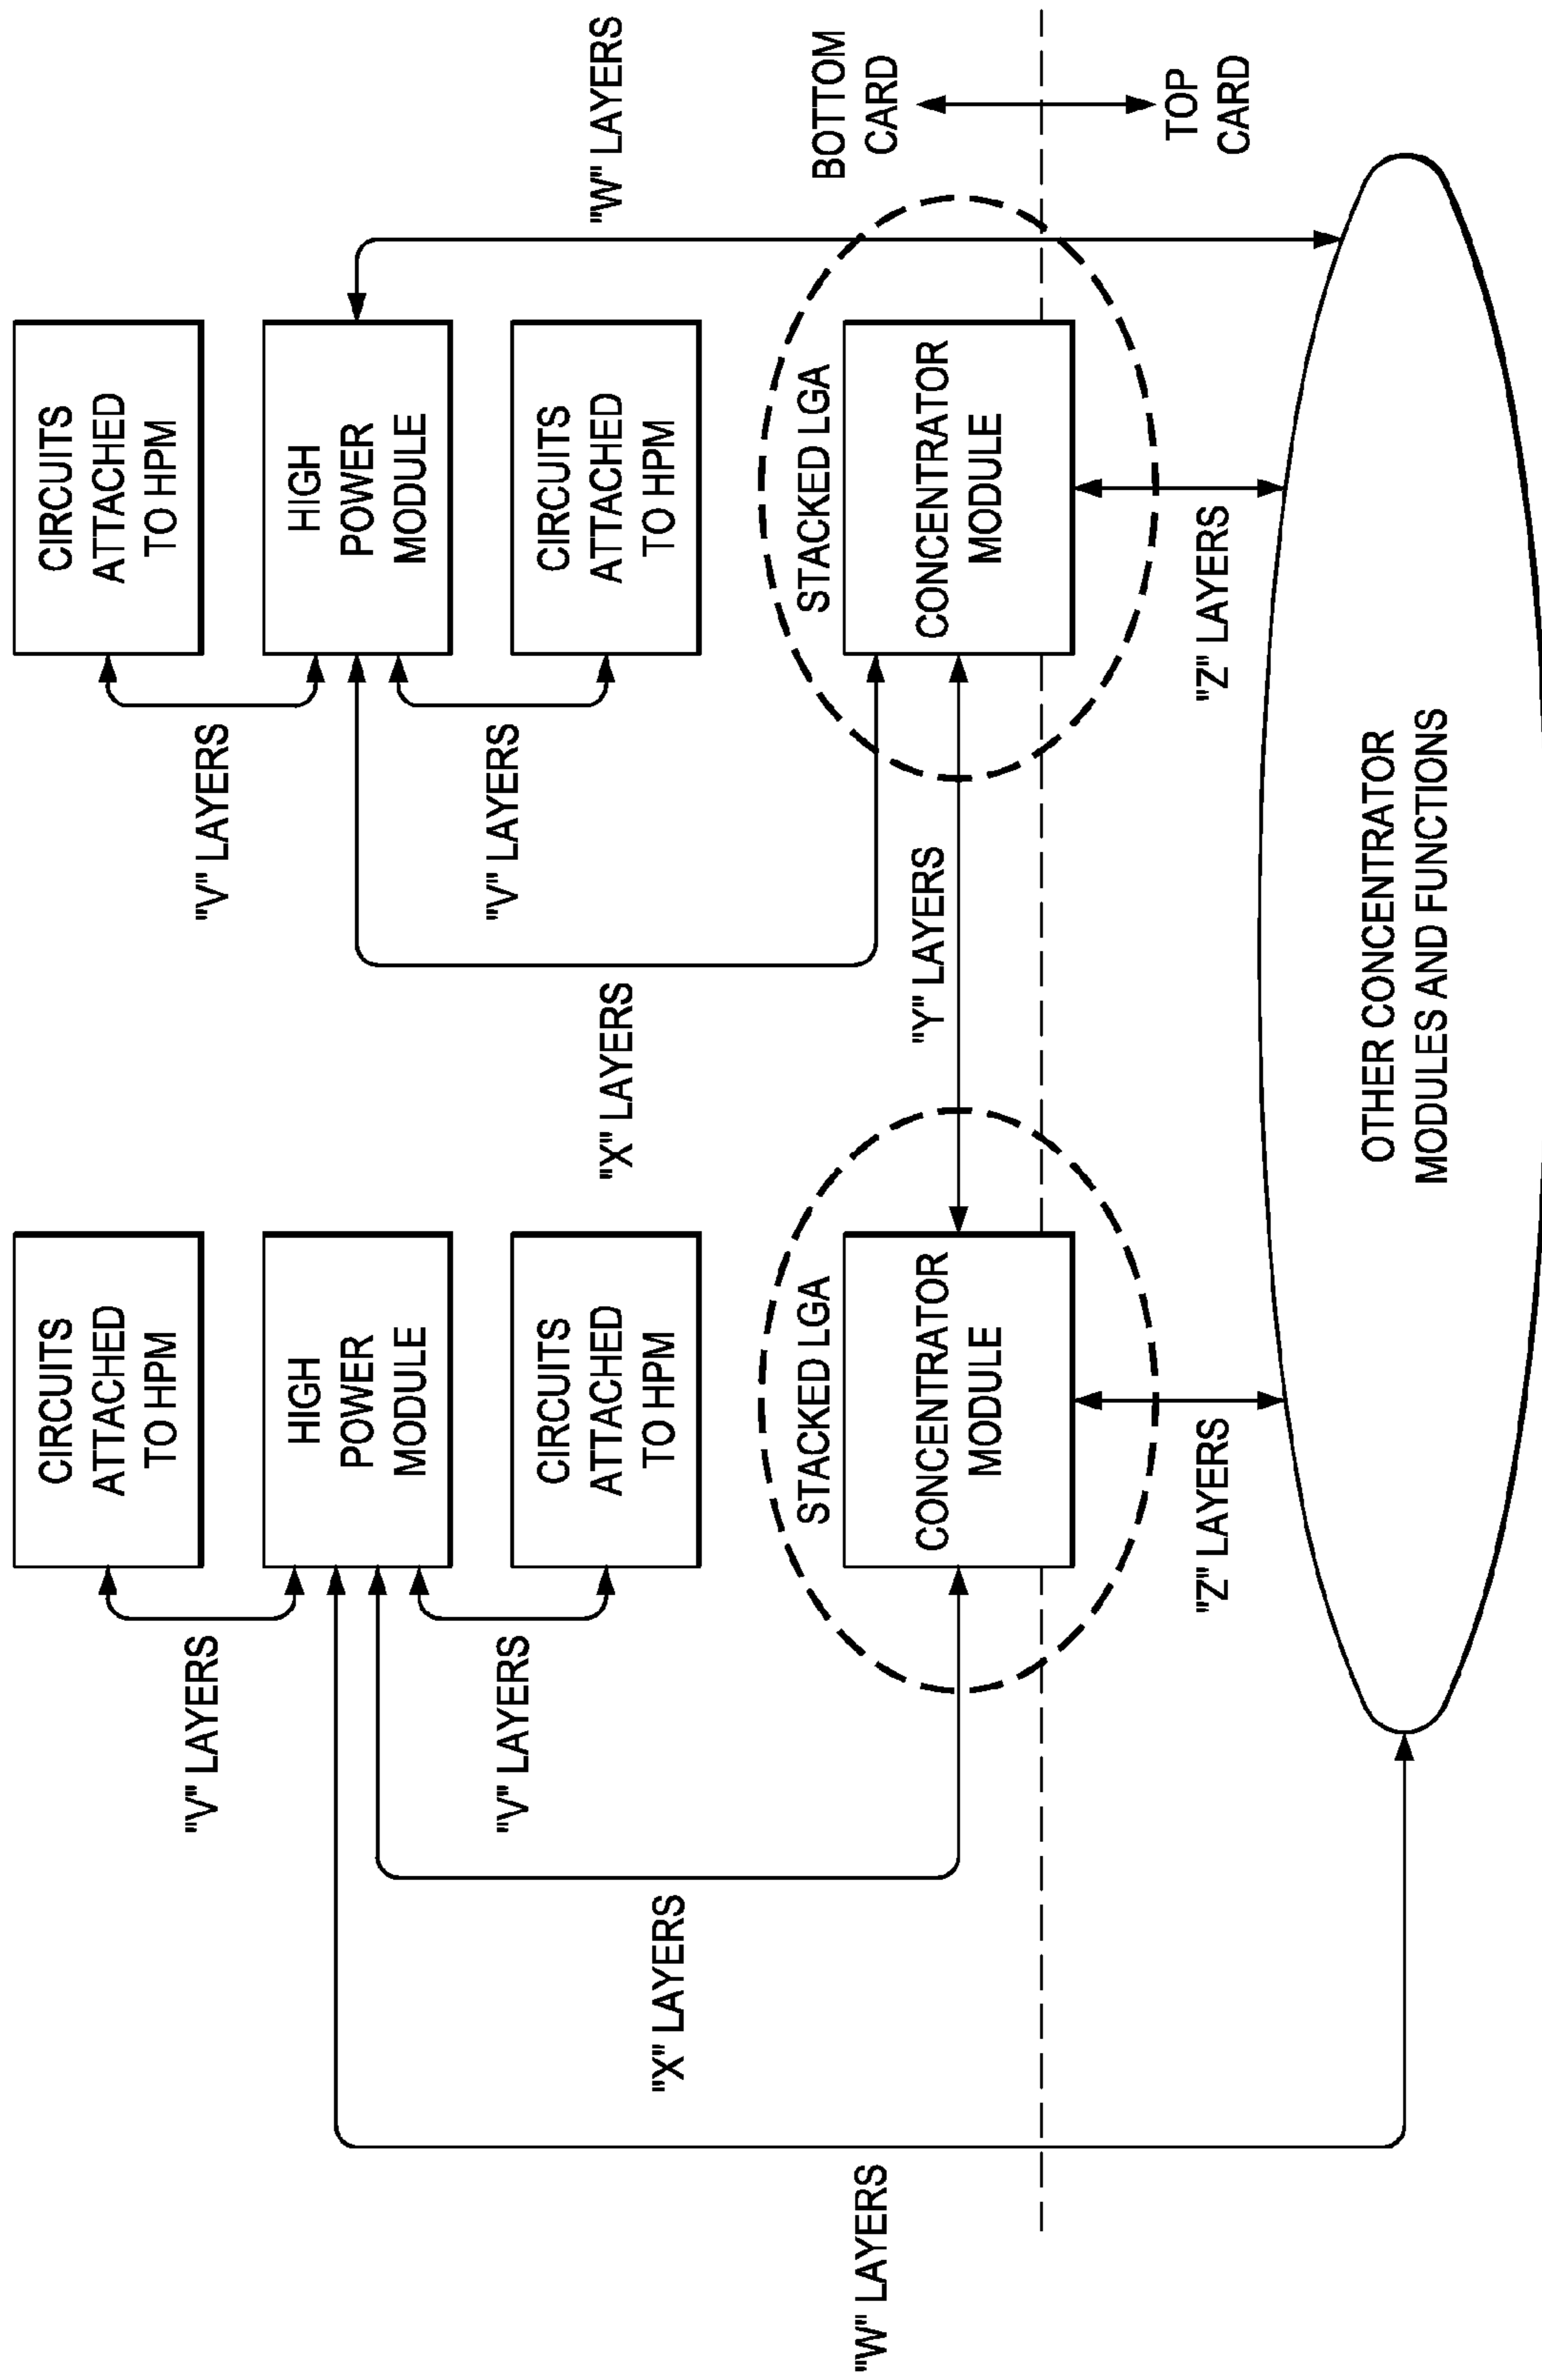 CIRCUITS
ATTACHED
TO HPM
CIRCUITS
ATTACHED
TO HPM
"V" LAYERS
"V" LAYERS
HIGH
POWER
MODULE
HIGH
POWER
MODULE
"W" LAYERS
"V" LAYERS
"V" LAYERS
CIRCUITS
ATTACHED
TO HPM
CIRCUITS
ATTACHED
TO HPM
"X" LAYERS
"X" LAYERS
"W" LAYERS
STACKED LGA
CONCENTRATOR
MODULE
"Y" LAYERS
STACKED LGA
CONCENTRATOR
MODULE
BOTTOM
CARD
TOP
CARD
"Z" LAYERS
"Z" LAYERS
OTHER CONCENTRATOR
MODULES AND FUNCTIONS